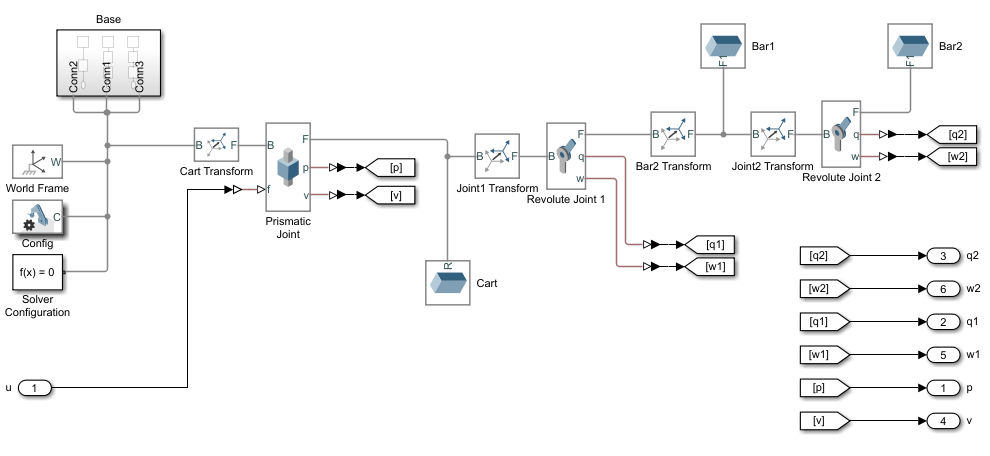 Base
Conn2
Conn1
Conn3
Bar1
Bar2
F1
F1
W
World Frame
C
Config
f(x) = 0
Solver
Configuration
B
F
Cart Transform
B
F
f
p
v
Prismatic
Joint
[p]
[v]
B
F
Joint1 Transform
B
F
q
w
Revolute Joint 1
B
F
Bar2 Transform
B
F
Joint2 Transform
B
F
q
w
Revolute Joint 2
[q2]
[w2]
[q1]
[w1]
R
Cart
u
1
[q2]
3
q2
[w2]
6
w2
[q1]
2
q1
[w1]
5
w1
[p]
1
p
[v]
4
v